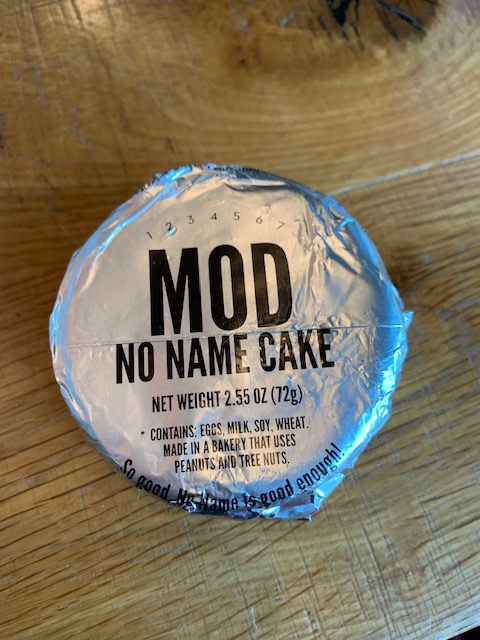 1 2 3 4 5 6 7
MOD
NO NAME CAKE
NET WEIGHT 2.55 OZ (72g)
* CONTAINS: EGGS, MILK, SOY, WHEAT.
MADE IN A BAKERY THAT USES
PEANUTS AND TREE NUTS.
So good, No Name is good enough!